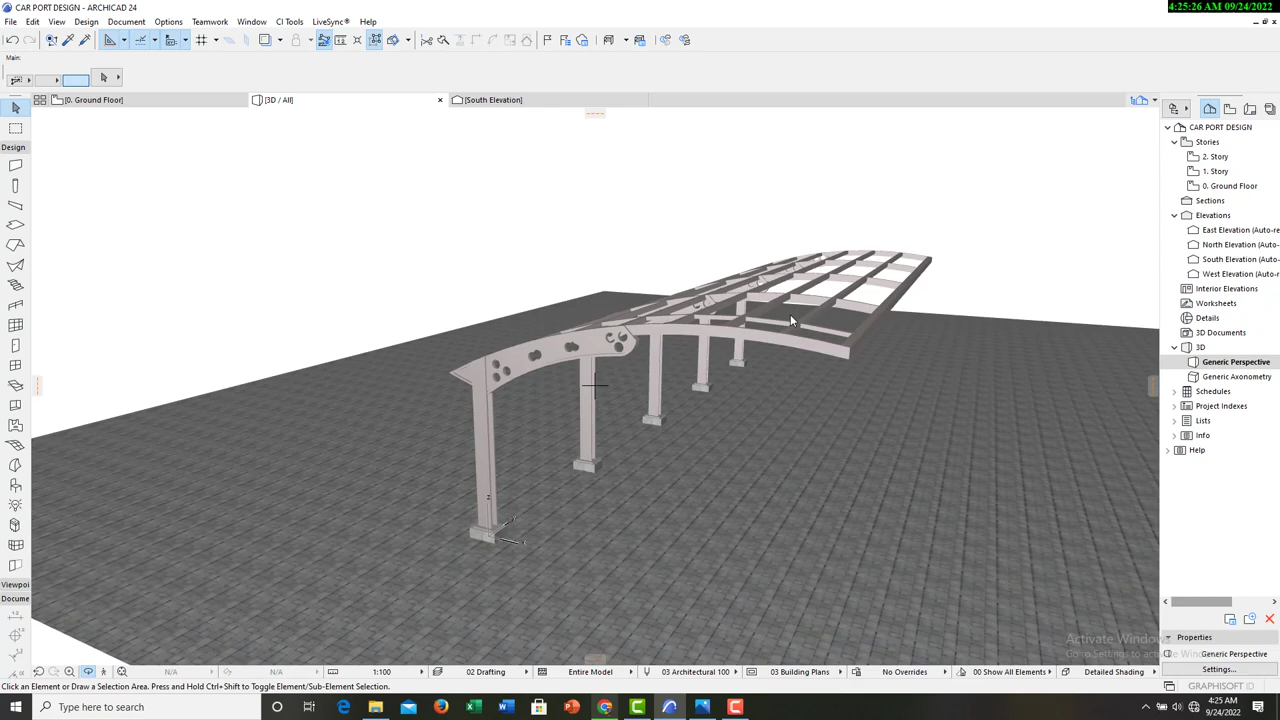 CAR PORT DESIGN - ARCHICAD 24
4:25:26 AM 09/24/2022
File Edit View Design Document Options Teamwork Window CI Tools LiveSync® Help
Main:
[0. Ground Floor] [3D / All] [South Elevation]
Design
CAR PORT DESIGN
Stories
2. Story
1. Story
0. Ground Floor
Sections
Elevations
East Elevation (Auto-re
North Elevation (Auto-
South Elevation (Auto-
West Elevation (Auto-r
Interior Elevations
Worksheets
Details
3D Documents
3D
Generic Perspective
Generic Axonometry
Schedules
Project Indexes
Lists
Info
Help
Viewpoi
Docume
Properties
Activate Windows
Go to Settings to activate Windows.
Generic Perspective
Settings...
N/A N/A 1:100 02 Drafting Entire Model 03 Architectural 100 03 Building Plans No Overrides 00 Show All Elements Detailed Shading
Click an Element or Draw a Selection Area. Press and Hold Ctrl+Shift to Toggle Element/Sub-Element Selection.
GRAPHISOFT ID
Type here to search
4:25 AM
9/24/2022